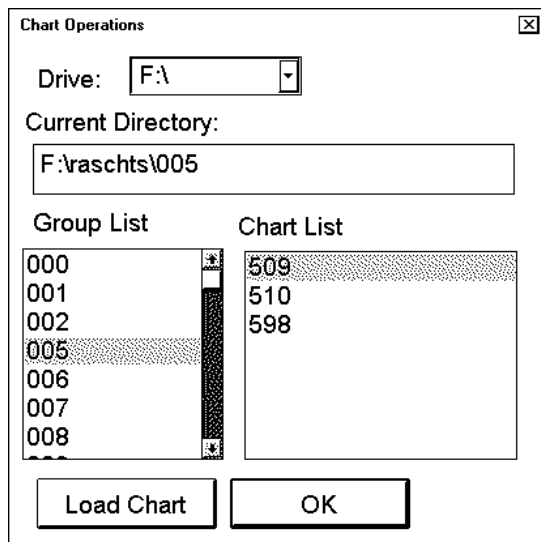 Chart Operations
Drive: F:\
Current Directory:
F:\raschts\005
Group List
000
001
002
005
006
007
008
Chart List
509
510
598
Load Chart OK